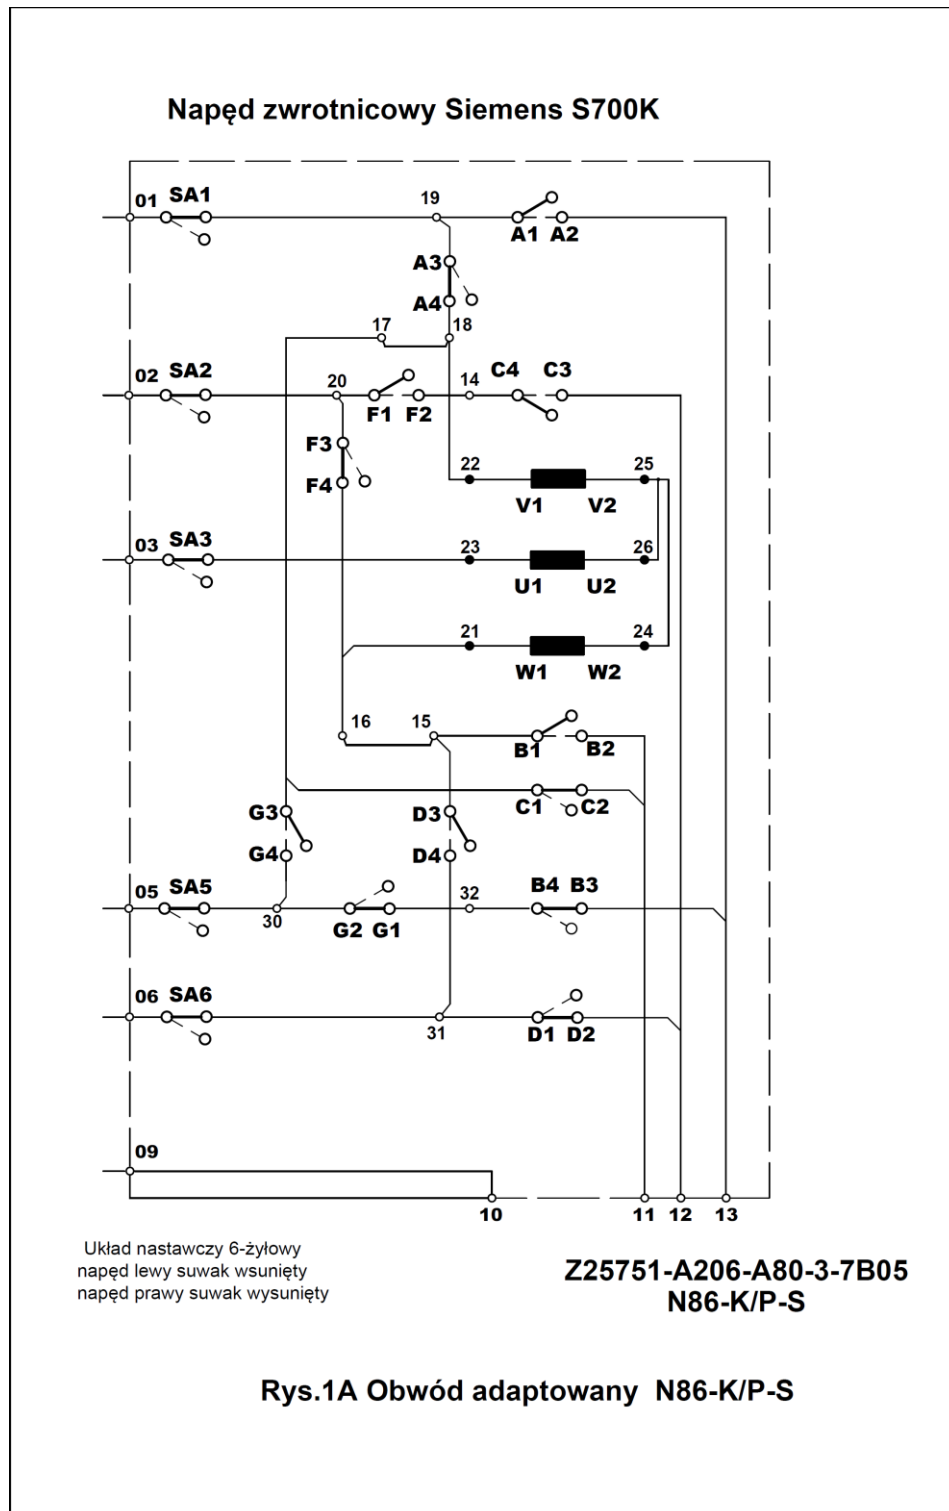 Napęd zwrotnicowy Siemens S700K
01 SA1 19
A1 A2
A3
A4
17 18
02 SA2 20 14 C4 C3
F1 F2
F3
F4
22 25
V1 V2
03 SA3 23 26
U1 U2
21 24
W1 W2
16 15
B1 B2
C1 C2
G3 D3
G4 D4
05 SA5 32 B4 B3
30 G2 G1
06 SA6
31 D1 D2
09
10 11 12 13
Układ nastawczy 6-żyłowy
napęd lewy suwak wsunięty
napęd prawy suwak wysunięty
Z25751-A206-A80-3-7B05
N86-K/P-S
Rys.1A Obwód adaptowany N86-K/P-S